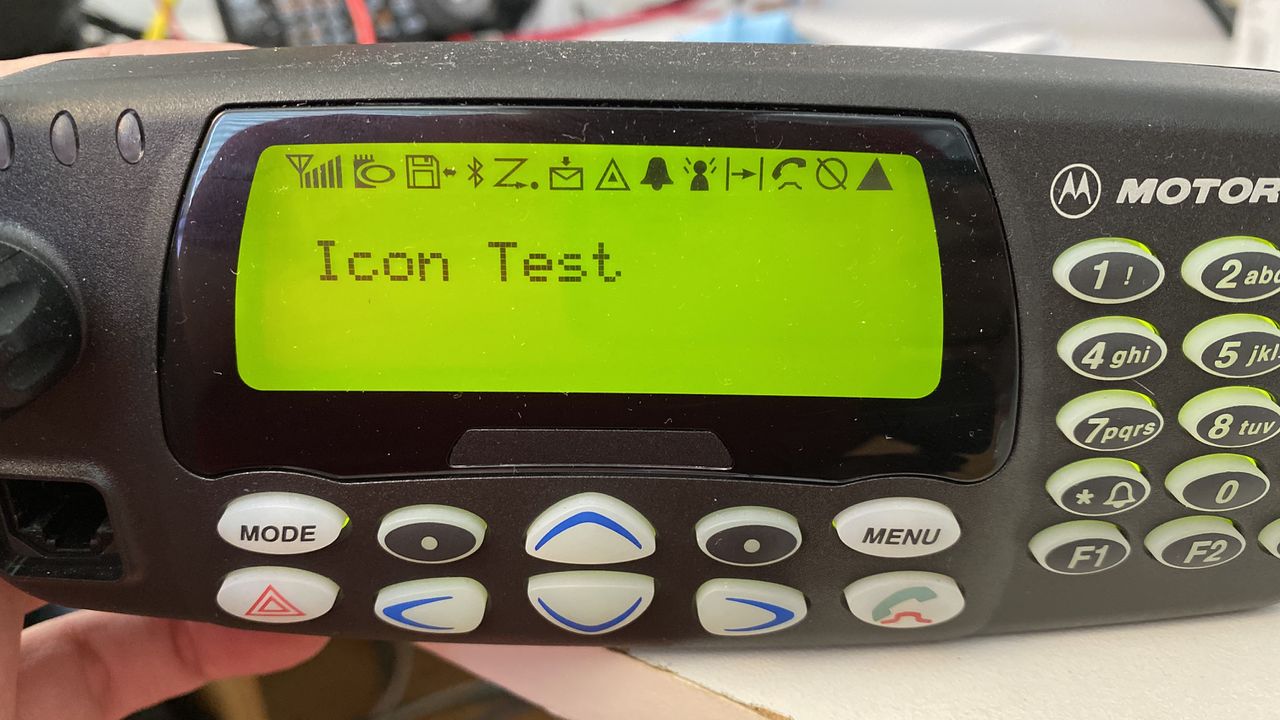 Icon Test
MOTOR
1 !
2 abc
4 ghi
5 jkl
7 pqrs
8 tuv
*
0
MODE
MENU
F1
F2